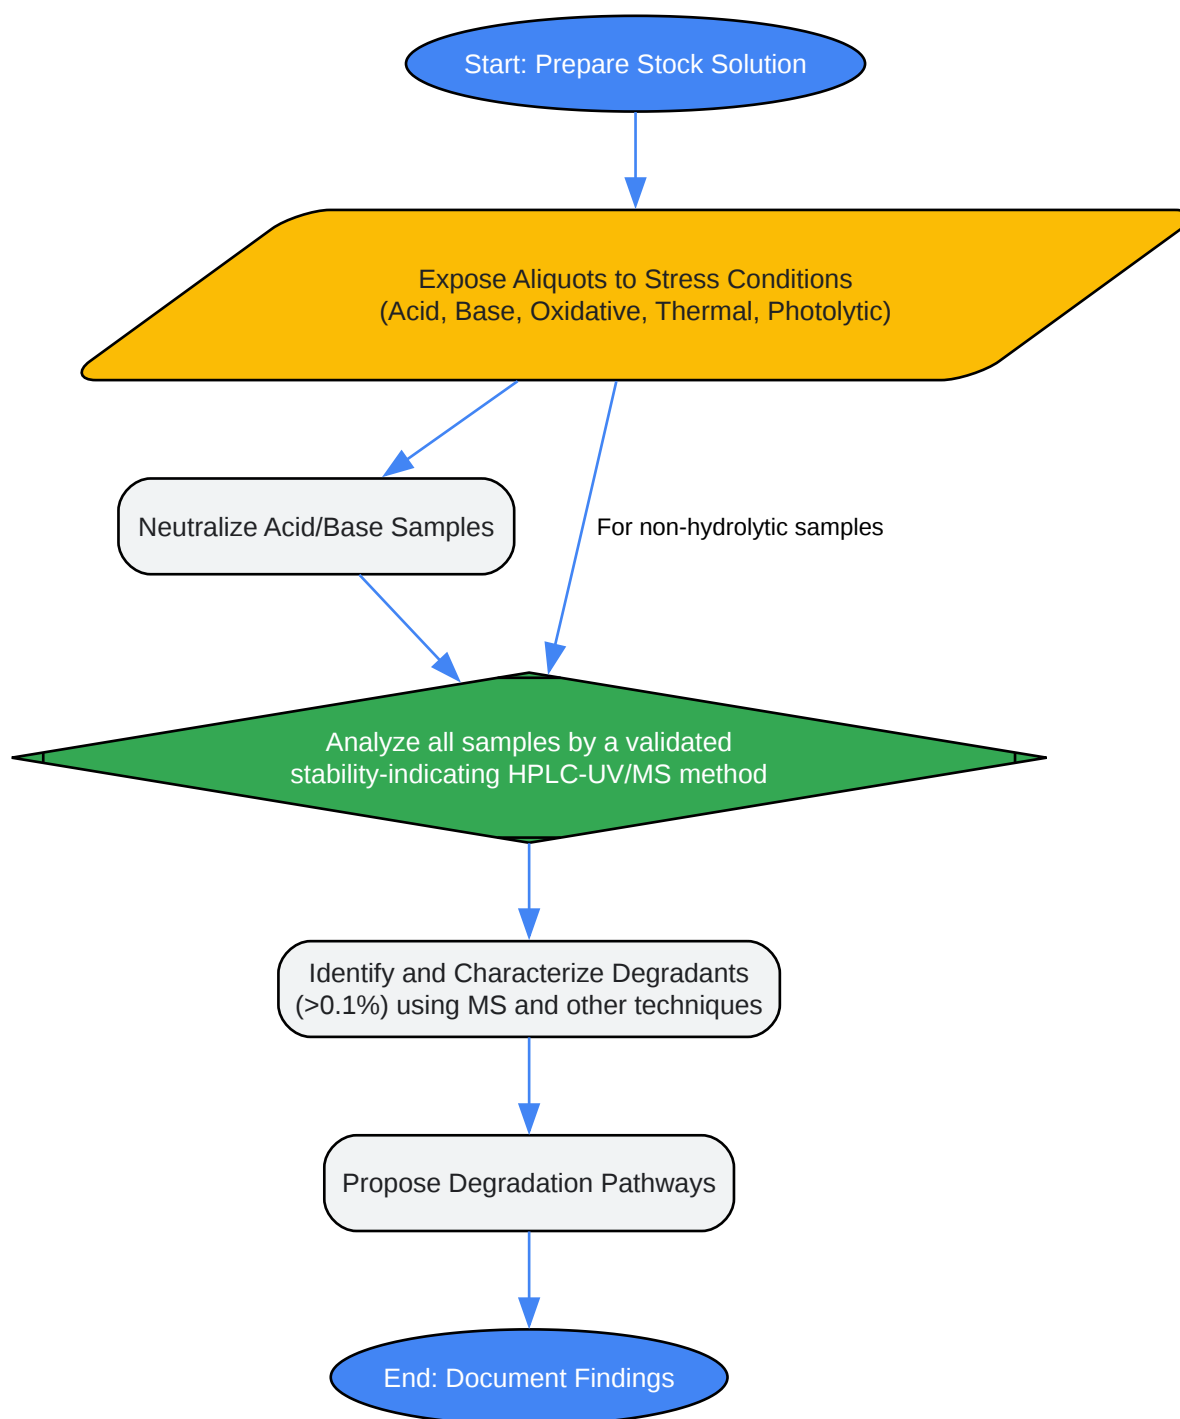 Start: Prepare Stock Solution
Expose Aliquots to Stress Conditions
(Acid, Base, Oxidative, Thermal, Photolytic)
Neutralize Acid/Base Samples
For non-hydrolytic samples
Analyze all samples by a validated
stability-indicating HPLC-UV/MS method
Identify and Characterize Degradants
(>0.1%) using MS and other techniques
Propose Degradation Pathways
End: Document Findings